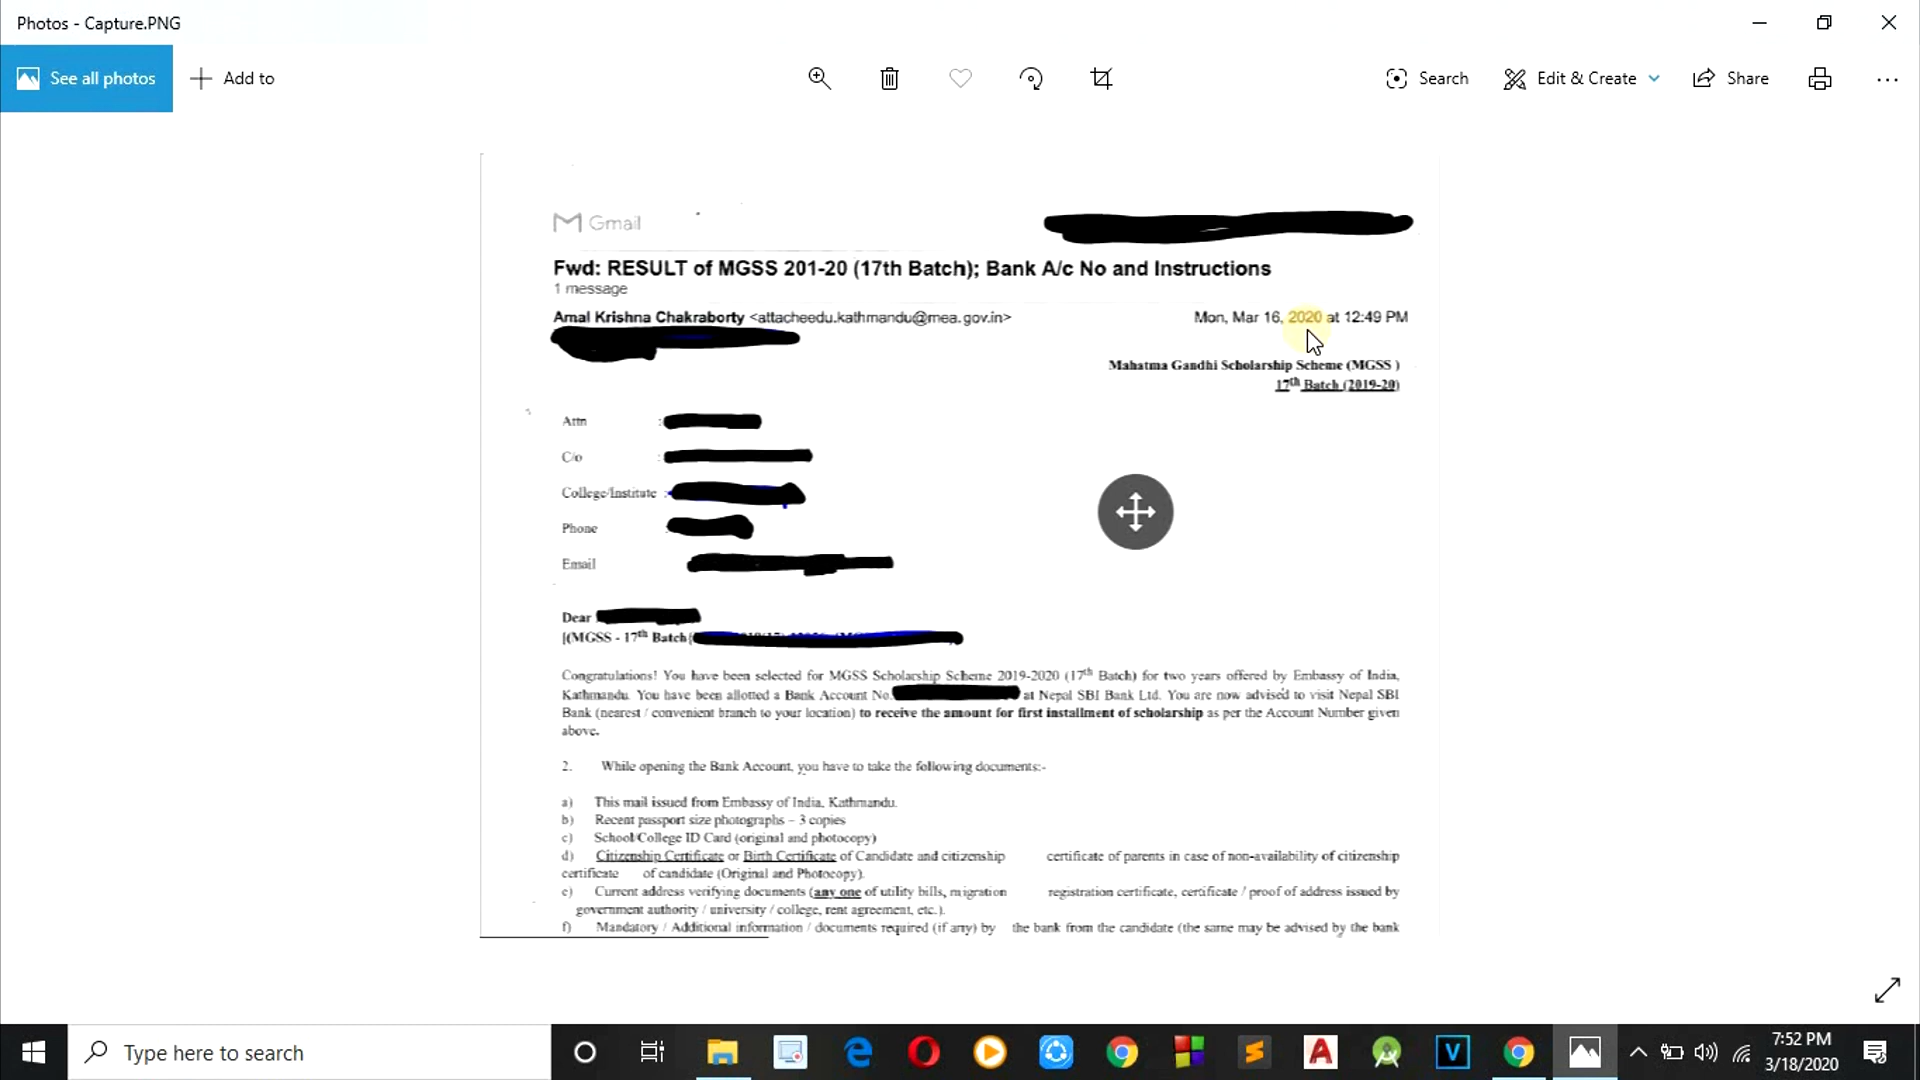 Photos - Capture.PNG
See all photos
Add to
Search
Edit & Create
Share
Gmail
Fwd: RESULT of MGSS 201-20 (17th Batch); Bank A/c No and Instructions
1 message
Amal Krishna Chakraborty <attacheedu.kathmandu@mea.gov.in>
Mon, Mar 16, 2020 at 12:49 PM
Mahatma Gandhi Scholarship Scheme (MGSS )
17th Batch (2019-20)
Attn :
C/o :
College/Institute :
Phone
Email
Dear
[(MGSS - 17th Batch(
Congratulations! You have been selected for MGSS Scholarship Scheme 2019-2020 (17th Batch) for two years offered by Embassy of India,
Kathmandu. You have been allotted a Bank Account No. at Nepal SBI Bank Ltd. You are now advised to visit Nepal SBI
Bank (nearest / convenient branch to your location) to receive the amount for first installment of scholarship as per the Account Number given
above.
2. While opening the Bank Account, you have to take the following documents:-
a) This mail issued from Embassy of India, Kathmandu.
b) Recent passport size photographs – 3 copies
c) School/College ID Card (original and photocopy)
d) Citizenship Certificate or Birth Certificate of Candidate and citizenship certificate of parents in case of non-availability of citizenship
certificate of candidate (Original and Photocopy).
e) Current address verifying documents (any one of utility bills, migration registration certificate, certificate / proof of address issued by
government authority / university / college, rent agreement, etc.).
f) Mandatory / Additional information / documents required (if any) by the bank from the candidate (the same may be advised by the bank
Type here to search
7:52 PM
3/18/2020